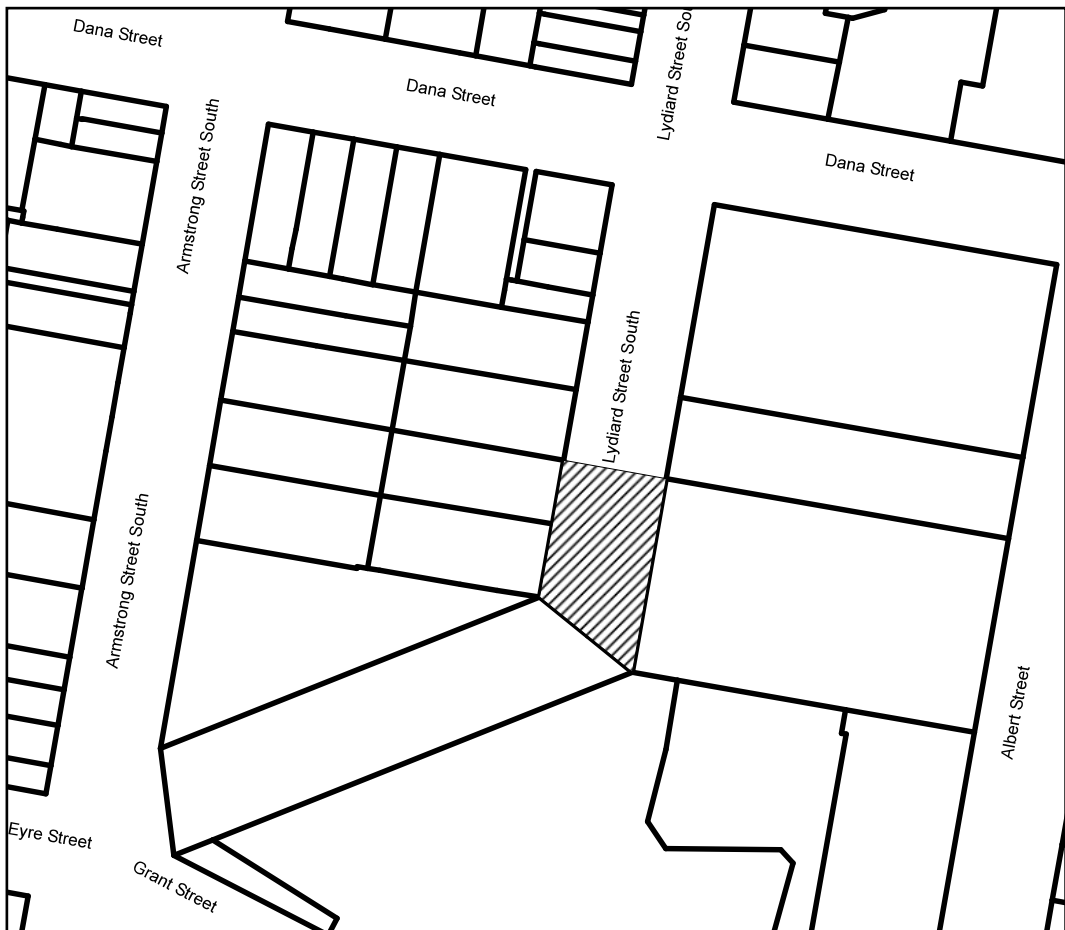 Dana Street
Lydiard Street Sou
Dana Street
Armstrong Street South
Dana Street
Lydiard Street South
Armstrong Street South
Albert Street
Eyre Street
Grant Street